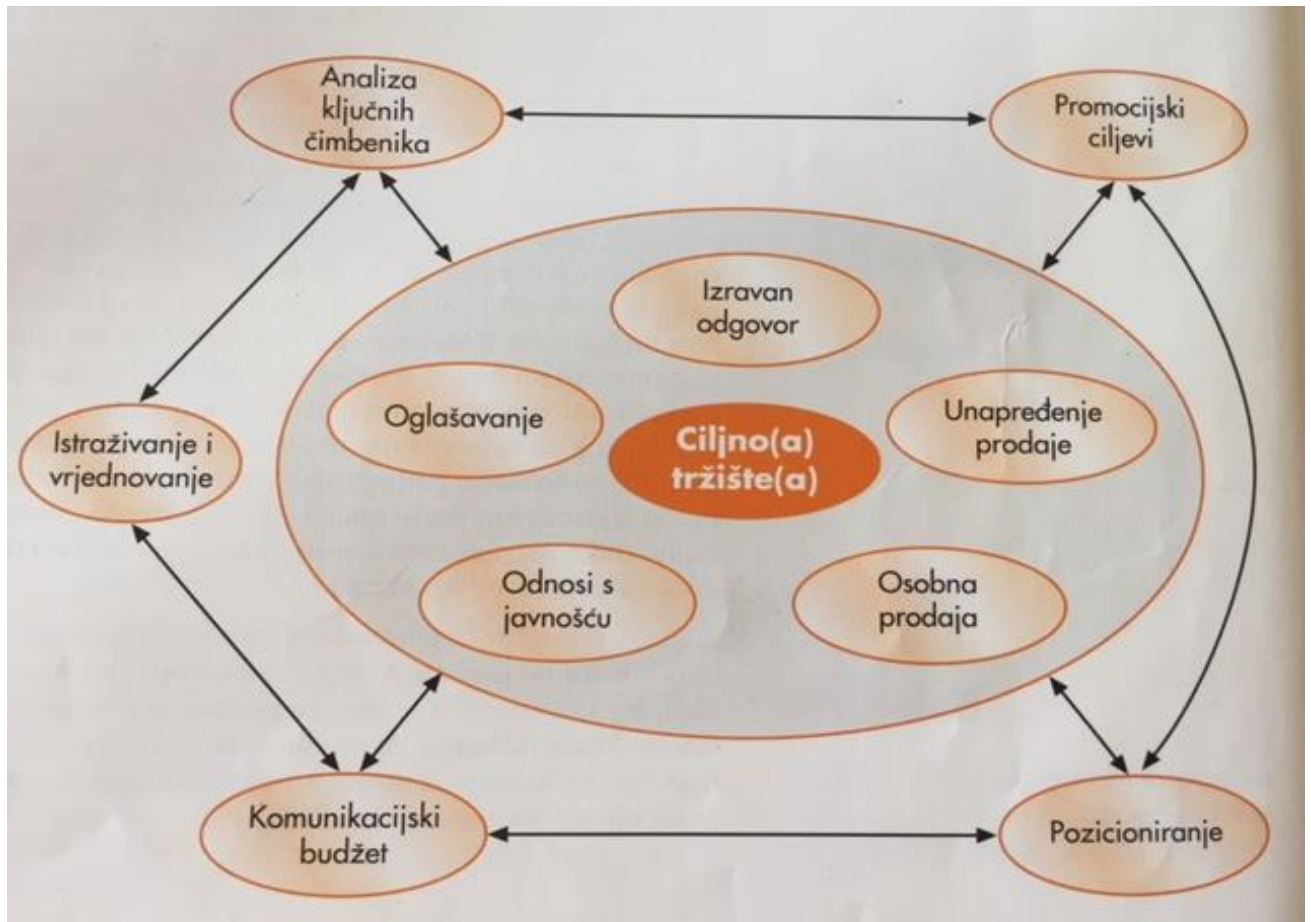 Analiza
ključnih
čimbenika
Promocijski
ciljevi
Izravan
odgovor
Oglašavanje
Unapređenje
prodaje
Ciljno(a)
tržište(a)
Istraživanje i
vrjednovanje
Odnosi s
javnošću
Osobna
prodaja
Komunikacijski
budžet
Pozicioniranje